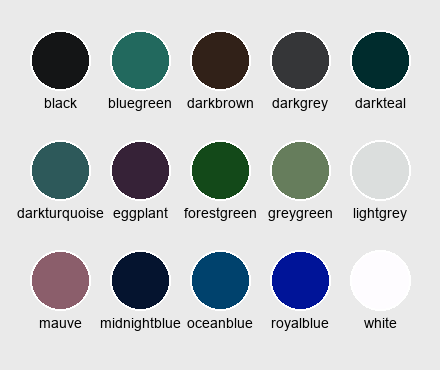 black bluegreen darkbrown darkgrey darkteal
darkturquoise eggplant forestgreen greygreen lightgrey
mauve midnightblue oceanblue royalblue white